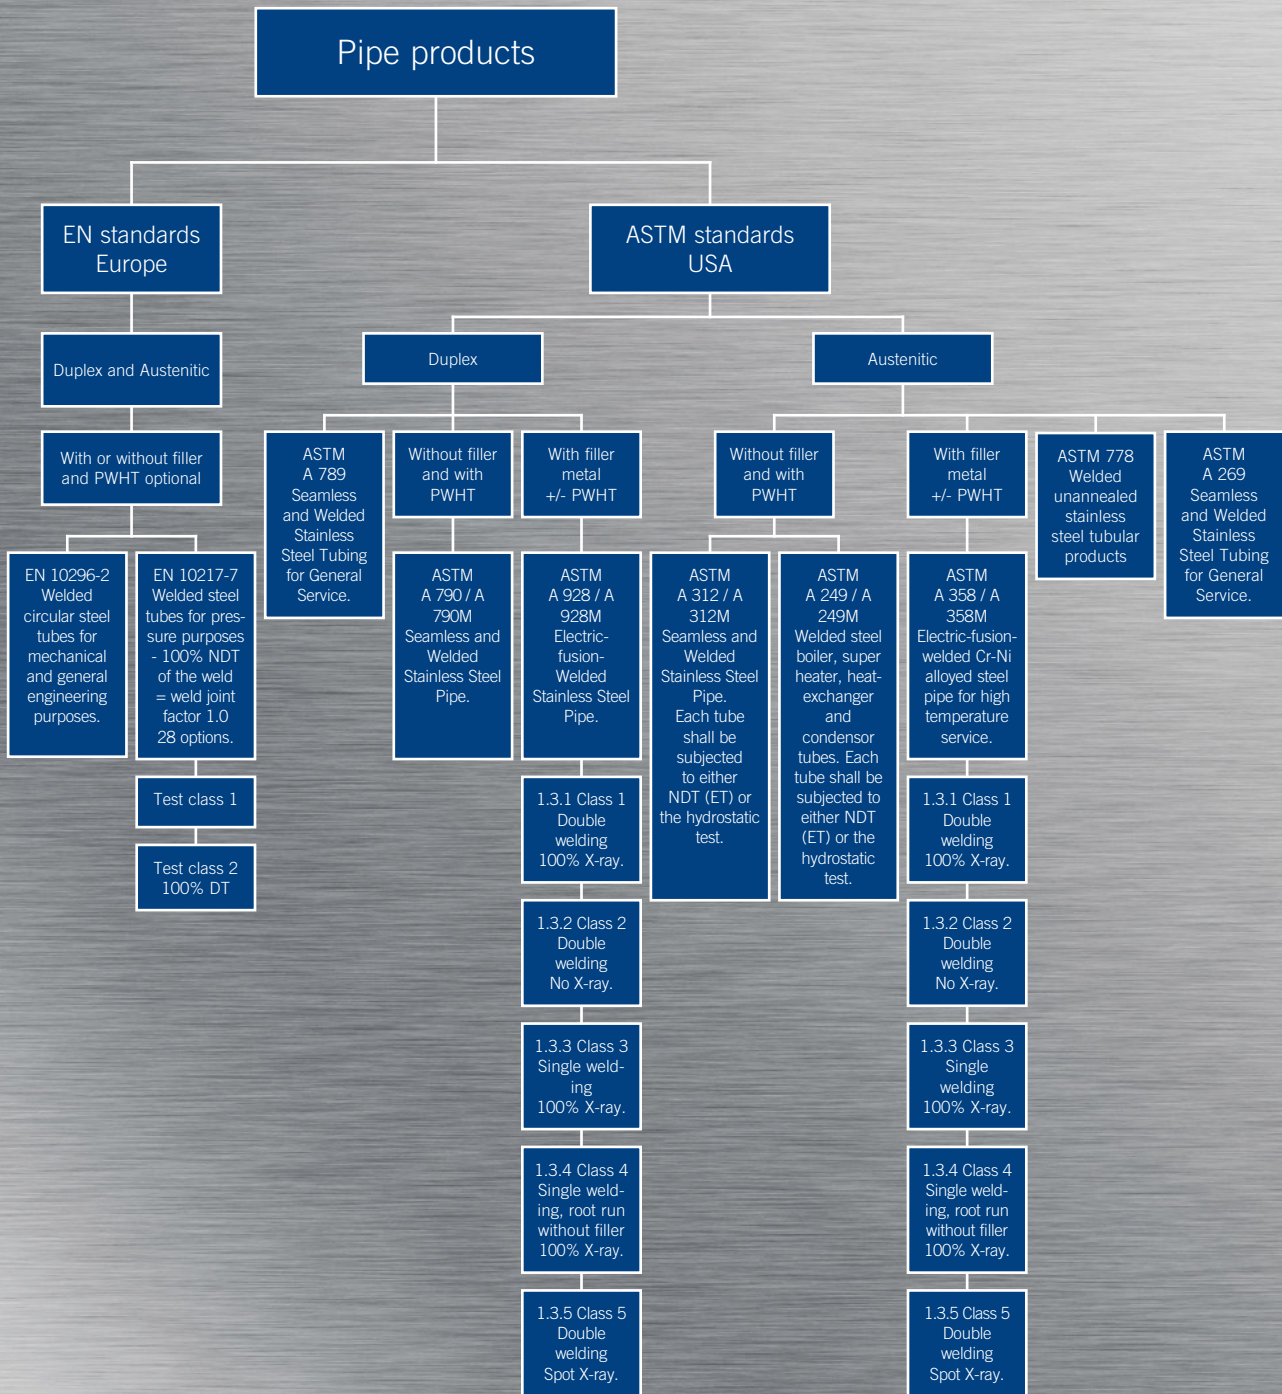 Pipe products
EN standards
Europe
ASTM standards
USA
Duplex and Austenitic
Duplex
Austenitic
With or without filler
and PWHT optional
ASTM
A 789
Seamless
and Welded
Stainless
Steel Tubing
for General
Service.
Without filler
and with
PWHT
With filler
metal
+/- PWHT
Without filler
and with
PWHT
With filler
metal
+/- PWHT
ASTM 778
Welded
unannealed
stainless
steel tubular
products
ASTM
A 269
Seamless
and Welded
Stainless
Steel Tubing
for General
Service.
EN 10296-2
Welded
circular steel
tubes for
mechanical
and general
engineering
purposes.
EN 10217-7
Welded steel
tubes for pres-
sure purposes
- 100% NDT
of the weld
= weld joint
factor 1.0
28 options.
ASTM
A 790 / A
790M
Seamless and
Welded
Stainless Steel
Pipe.
ASTM
A 928 / A
928M
Electric-
fusion-
Welded
Stainless Steel
Pipe.
ASTM
A 312 / A
312M
Seamless and
Welded
Stainless Steel
Pipe.
Each tube
shall be
subjected
to either
NDT (ET) or
the hydrostatic
test.
ASTM
A 249 / A
249M
Welded steel
boiler, super
heater, heat-
exchanger
and
condensor
tubes. Each
tube shall be
subjected to
either NDT
(ET) or the
hydrostatic
test.
ASTM
A 358 / A
358M
Electric-fusion-
welded Cr-Ni
alloyed steel
pipe for high
temperature
service.
Test class 1
Test class 2
100% DT
1.3.1 Class 1
Double
welding
100% X-ray.
1.3.2 Class 2
Double
welding
No X-ray.
1.3.3 Class 3
Single weld-
ing
100% X-ray.
1.3.4 Class 4
Single weld-
ing, root run
without filler
100% X-ray.
1.3.5 Class 5
Double
welding
Spot X-ray.
1.3.1 Class 1
Double
welding
100% X-ray.
1.3.2 Class 2
Double
welding
No X-ray.
1.3.3 Class 3
Single
welding
100% X-ray.
1.3.4 Class 4
Single weld-
ing, root run
without filler
100% X-ray.
1.3.5 Class 5
Double
welding
Spot X-ray.